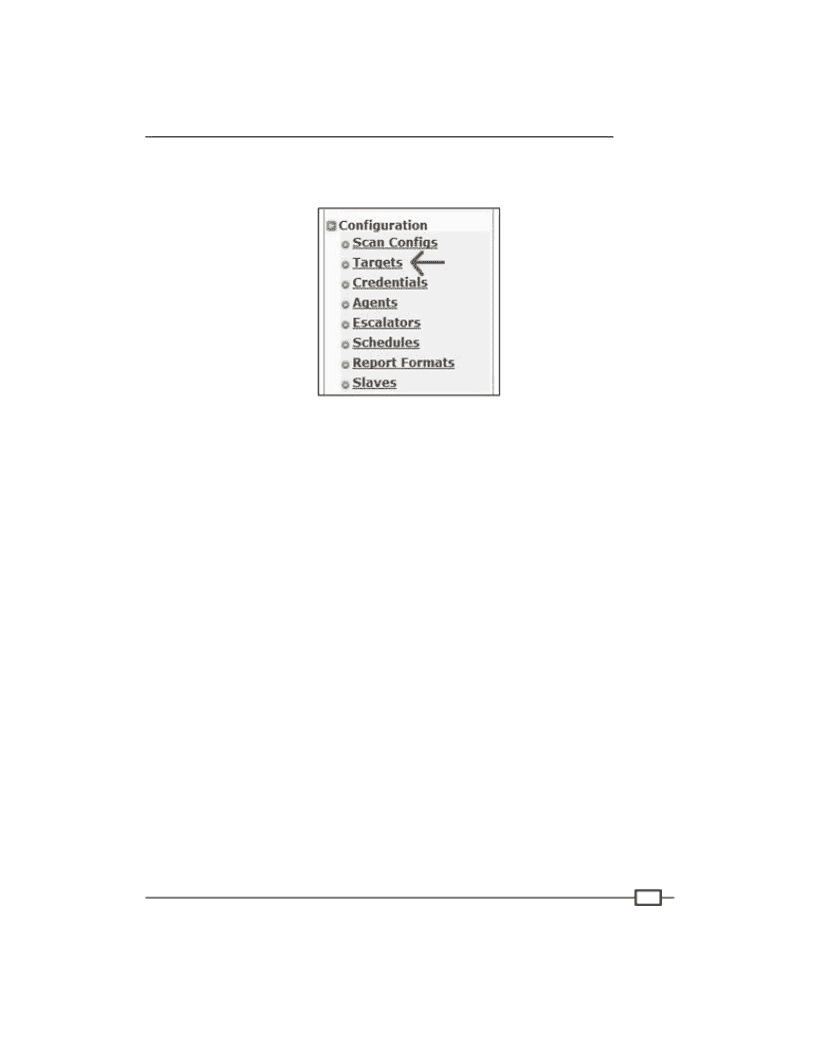 Configuration
Scan Configs
Targets
Credentials
Agents
Escalators
Schedules
Report Formats
Slaves